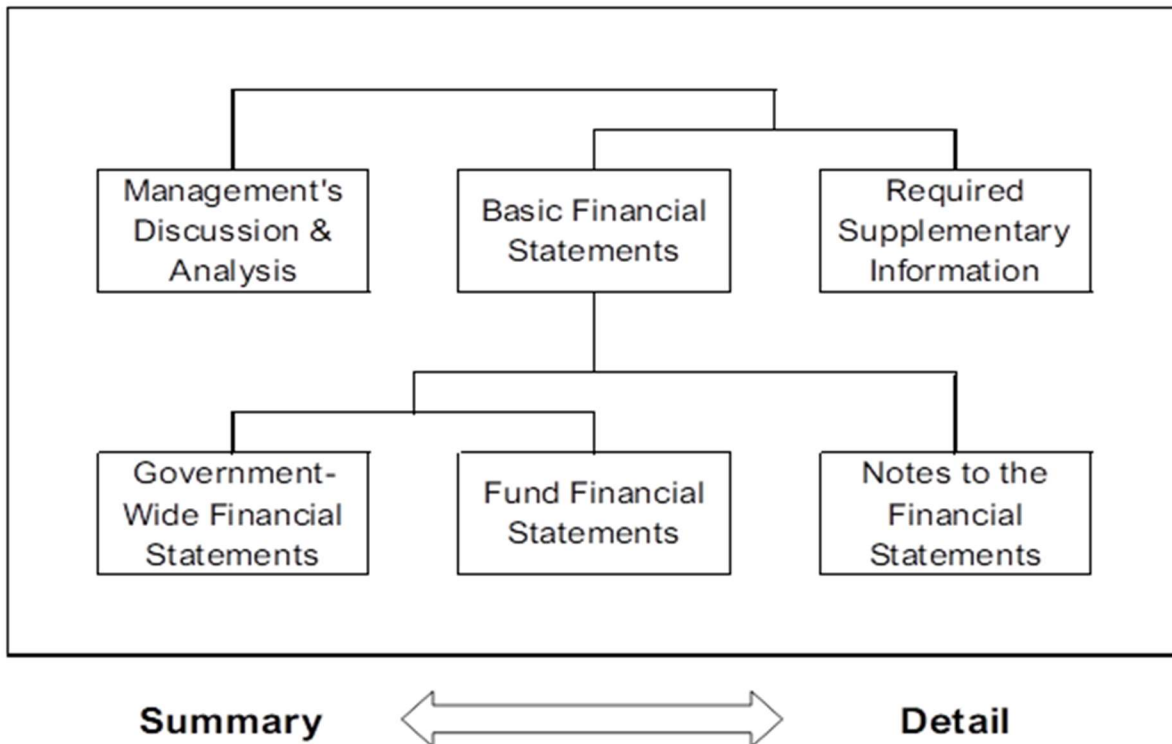 Management's
Discussion &
Analysis
Basic Financial
Statements
Required
Supplementary
Information
Government-
Wide Financial
Statements
Fund Financial
Statements
Notes to the
Financial
Statements
Summary
Detail